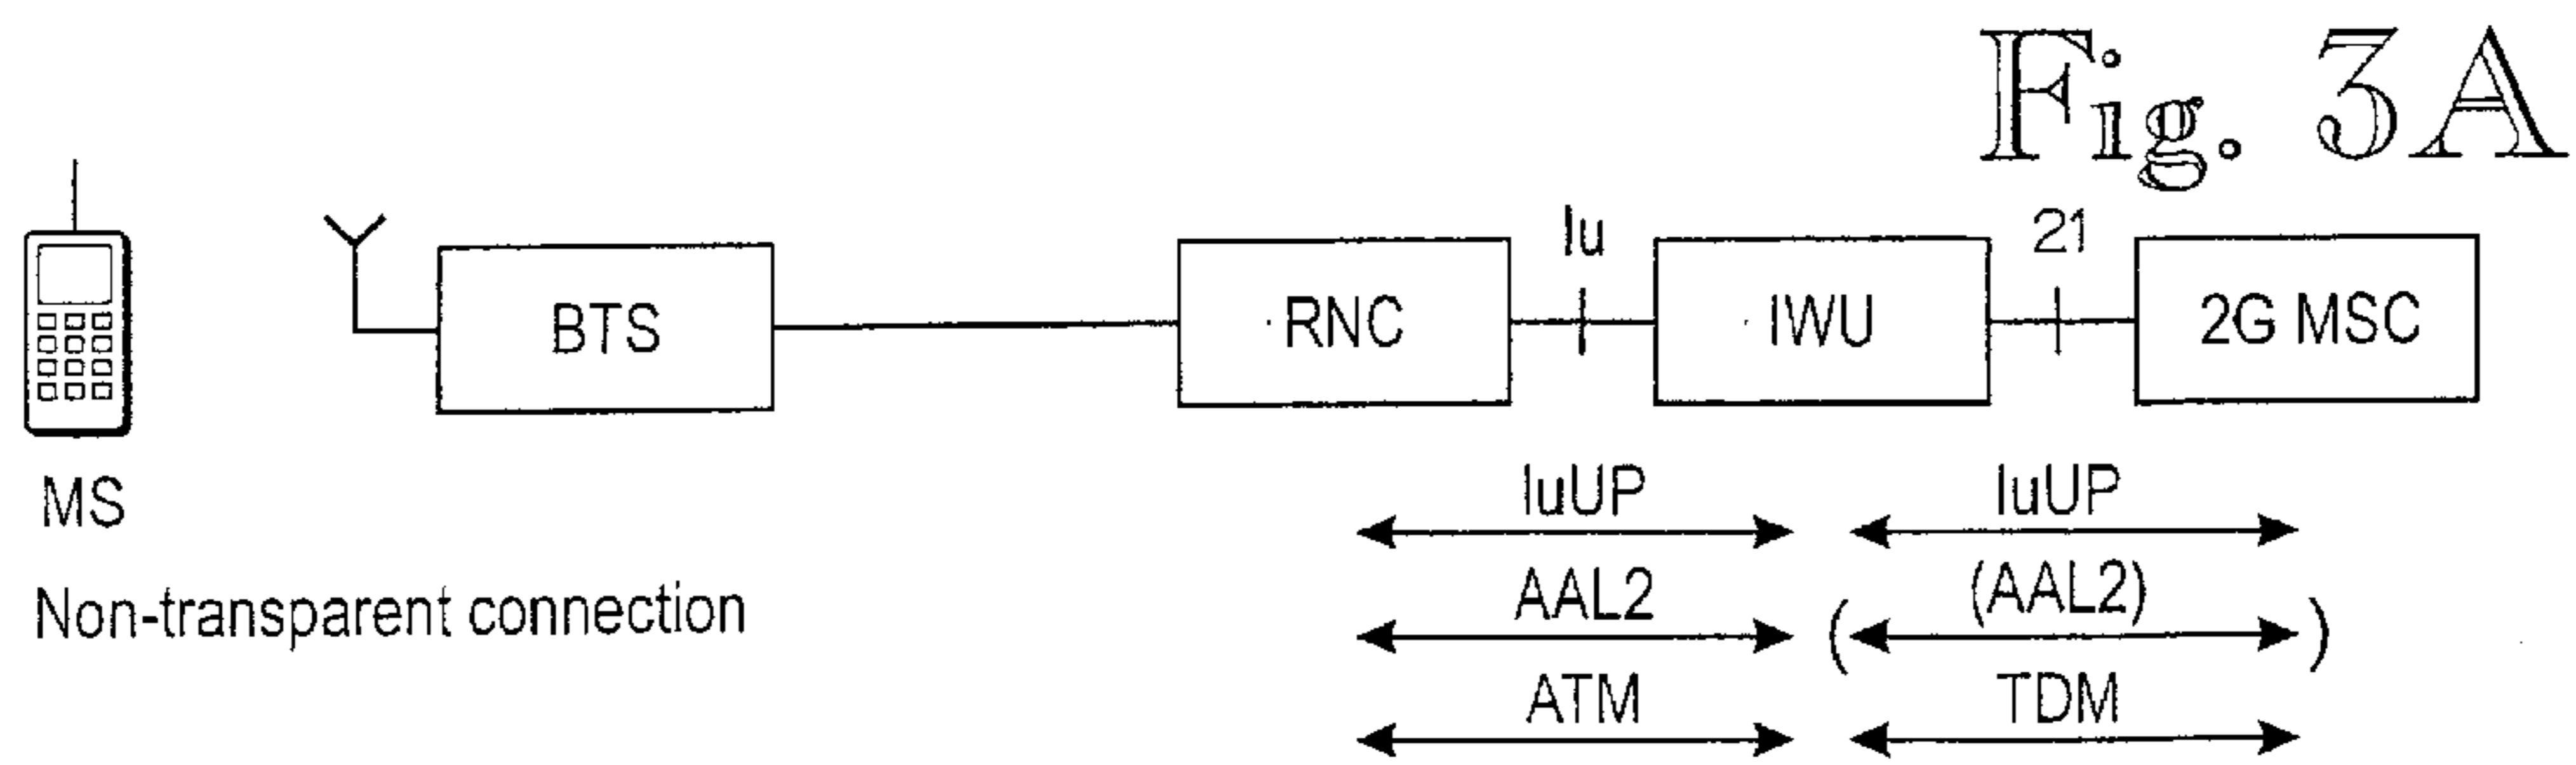 Fig. 3A
Iu 21
BTS RNC IWU 2G MSC
MS
IuUP IuUP
Non-transparent connection
AAL2 (AAL2)
ATM TDM